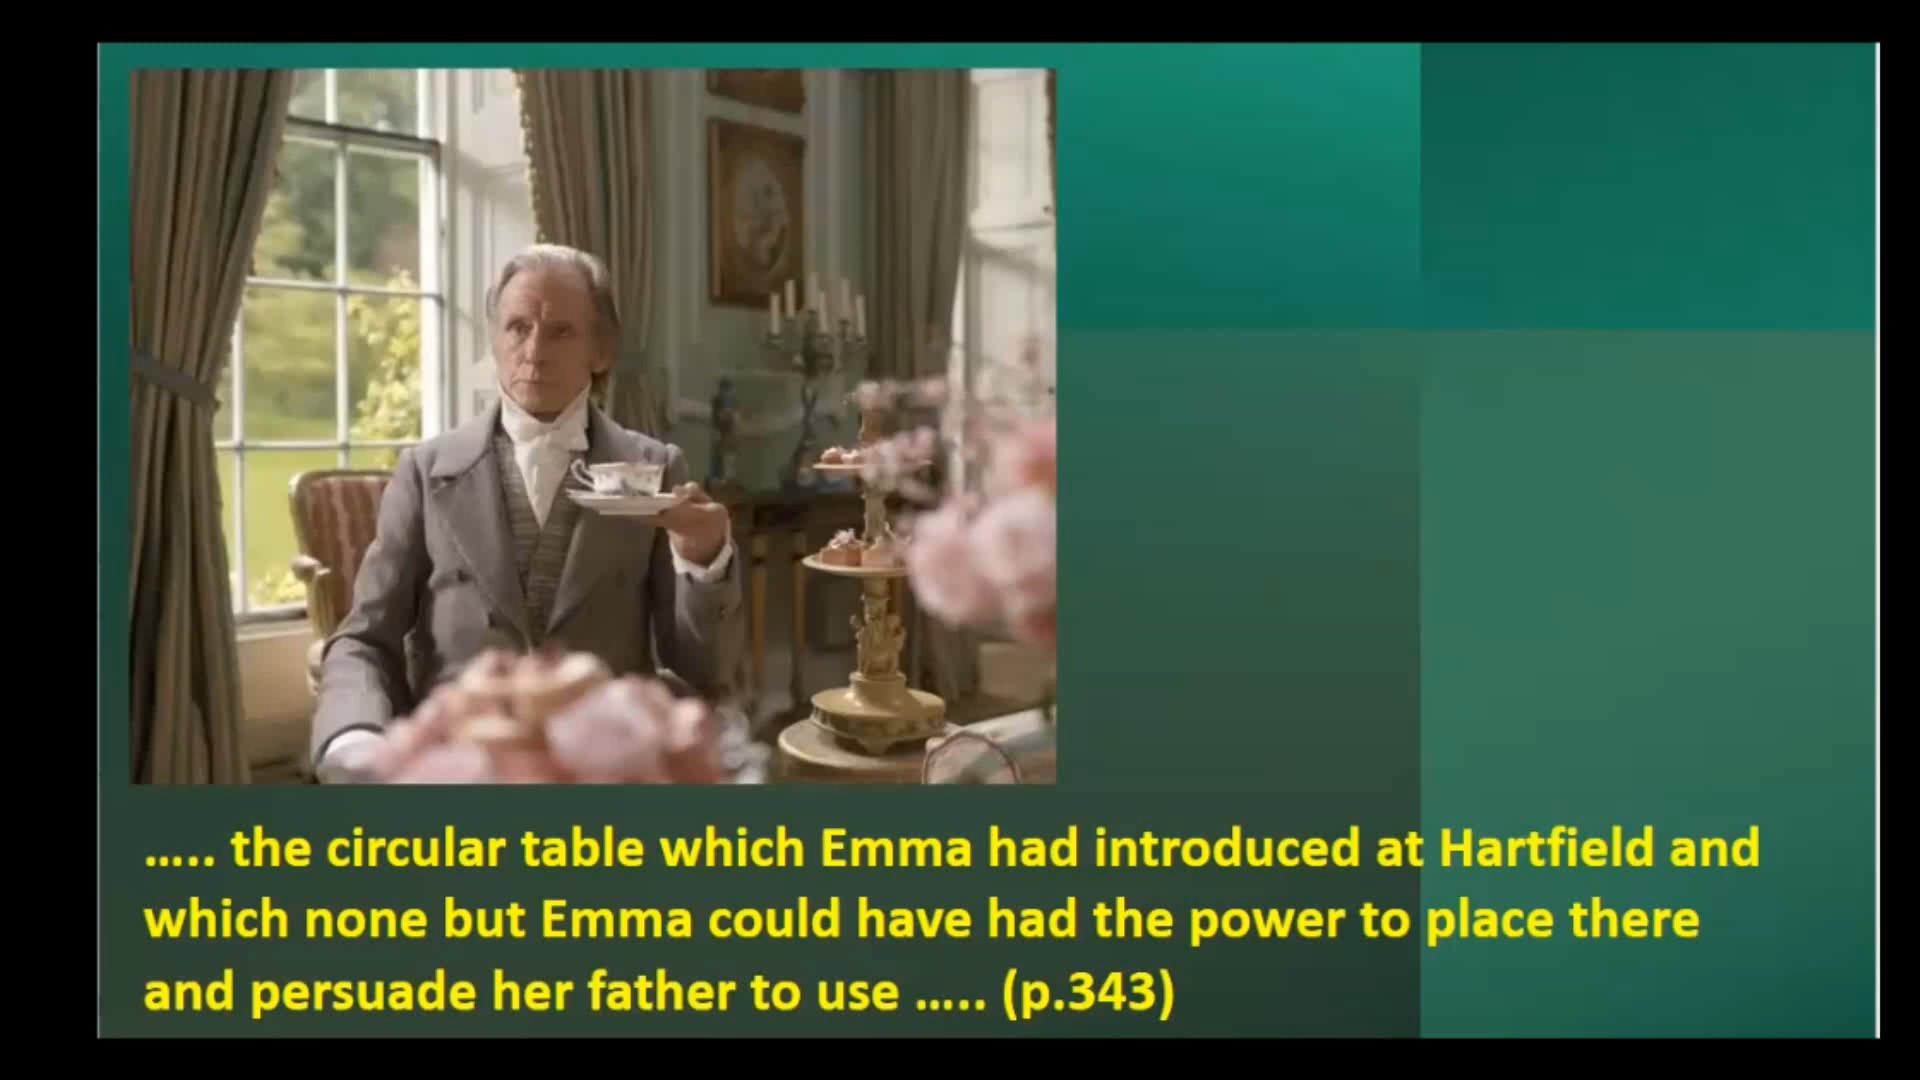 ….. the circular table which Emma had introduced at Hartfield and
which none but Emma could have had the power to place there
and persuade her father to use ….. (p.343)